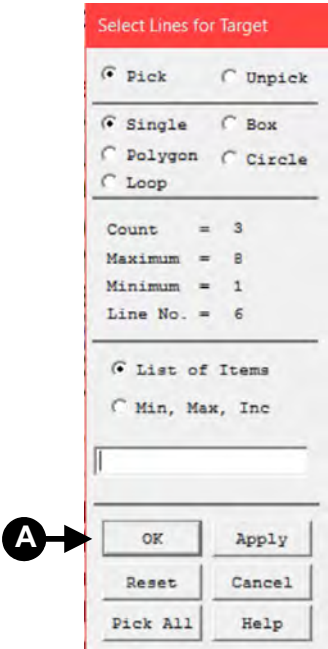 Select Lines for Target
Pick Unpick
Single Box
Polygon Circle
Loop
Count = 3
Maximum = 8
Minimum = 1
Line No. = 6
List of Items
Min, Max, Inc
A OK Apply
Reset Cancel
Pick All Help